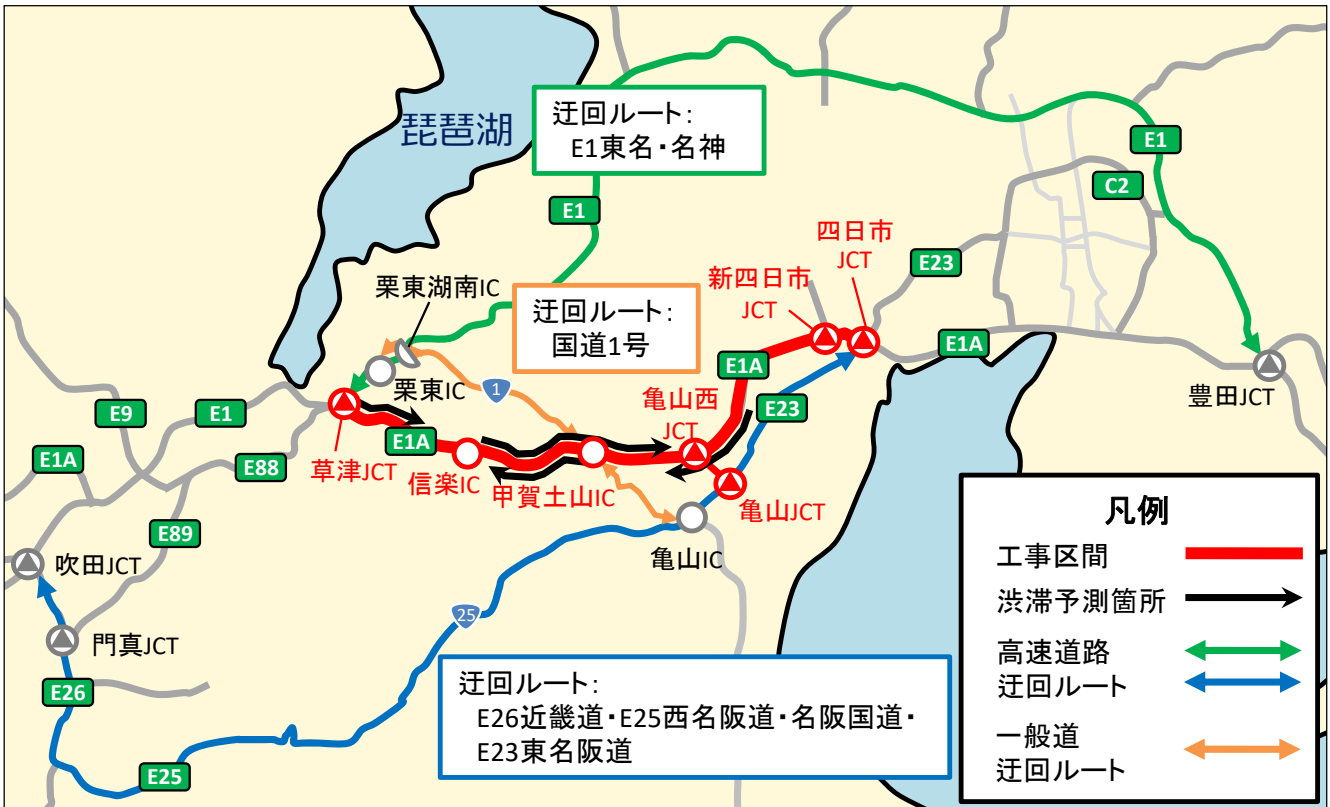 迂回ルート：
E1東名・名神
琵琶湖
E1
C2
E1
四日市
JCT
新四日市
JCT
E23
栗東湖南IC
迂回ルート：
国道1号
栗東IC
1
E1A
E1A
E23
亀山西
JCT
豊田JCT
E9
E1
E1A
E88
草津JCT
E1A
信楽IC
甲賀土山IC
亀山JCT
亀山IC
E89
吹田JCT
門真JCT
25
E26
E25
迂回ルート：
E26近畿道・E25西名阪道・名阪国道・
E23東名阪道
凡例
工事区間
渋滞予測箇所
高速道路
迂回ルート
一般道
迂回ルート